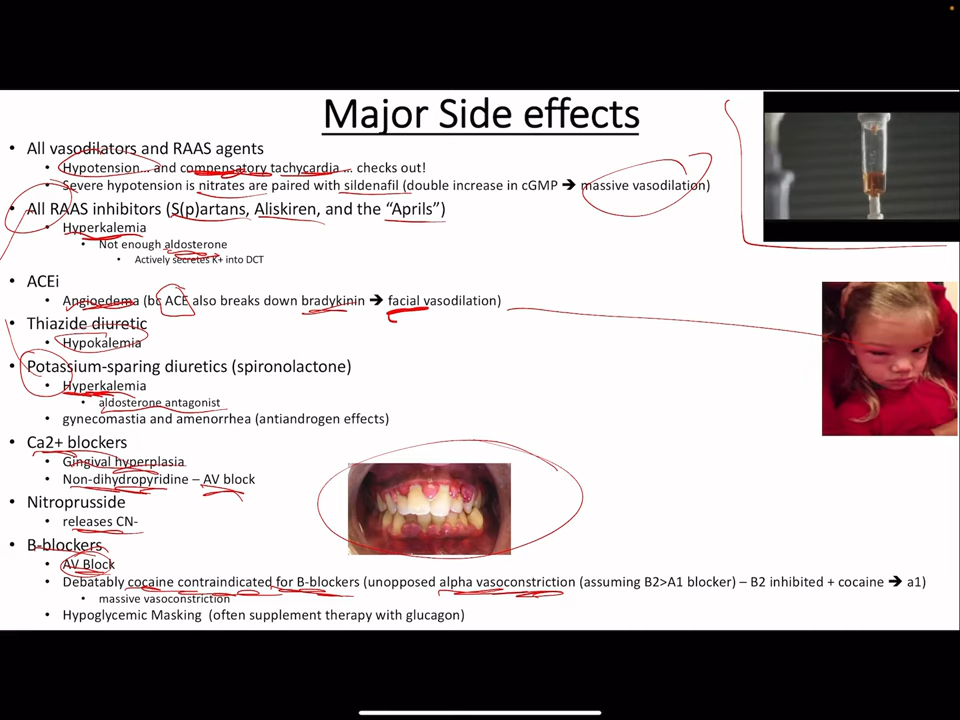 Major Side effects
• All vasodilators and RAAS agents
• Hypotension… and compensatory tachycardia … checks out!
• Severe hypotension is nitrates are paired with sildenafil (double increase in cGMP ➔ massive vasodilation)
• All RAAS inhibitors (S(p)artans, Aliskiren, and the “Aprils”)
• Hyperkalemia
• Not enough aldosterone
• Actively secretes K+ into DCT
• ACEi
• Angioedema (bc ACE also breaks down bradykinin ➔ facial vasodilation)
• Thiazide diuretic
• Hypokalemia
• Potassium-sparing diuretics (spironolactone)
• Hyperkalemia
• aldosterone antagonist
• gynecomastia and amenorrhea (antiandrogen effects)
• Ca2+ blockers
• Gingival hyperplasia
• Non-dihydropyridine – AV block
• Nitroprusside
• releases CN-
• B-blockers
• AV Block
• Debatably cocaine contraindicated for B-blockers (unopposed alpha vasoconstriction (assuming B2>A1 blocker) – B2 inhibited + cocaine ➔ a1)
• massive vasoconstriction
• Hypoglycemic Masking (often supplement therapy with glucagon)